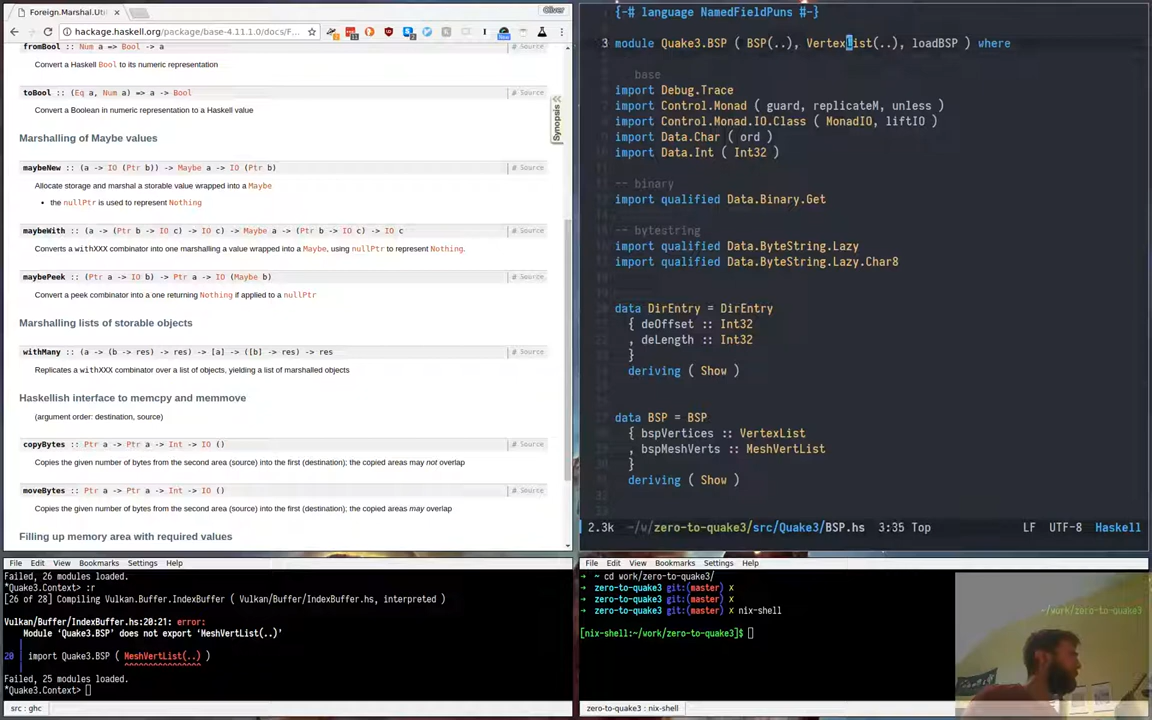 Foreign.Marshal.Ut
Oliver
hackage.haskell.org/package/base-4.11.1.0/docs/F...
fromBool :: Num a => Bool -> a
# Source
Convert a Haskell Bool to its numeric representation
toBool :: (Eq a, Num a) => a -> Bool
# Source
Convert a Boolean in numeric representation to a Haskell value
Synopsis
Marshalling of Maybe values
maybeNew :: (a -> IO (Ptr b)) -> Maybe a -> IO (Ptr b)
# Source
Allocate storage and marshal a storable value wrapped into a Maybe
• the nullPtr is used to represent Nothing
maybeWith :: (a -> (Ptr b -> IO c) -> IO c) -> Maybe a -> (Ptr b -> IO c) -> IO c
# Source
Converts a withXXX combinator into one marshalling a value wrapped into a Maybe, using nullPtr to represent Nothing.
maybePeek :: (Ptr a -> IO b) -> Ptr a -> IO (Maybe b)
# Source
Convert a peek combinator into a one returning Nothing if applied to a nullPtr
Marshalling lists of storable objects
withMany :: (a -> (b -> res) -> res) -> [a] -> ([b] -> res) -> res
# Source
Replicates a withXXX combinator over a list of objects, yielding a list of marshalled objects
Haskellish interface to memcpy and memmove
(argument order: destination, source)
copyBytes :: Ptr a -> Ptr a -> Int -> IO ()
# Source
Copies the given number of bytes from the second area (source) into the first (destination); the copied areas may not overlap
moveBytes :: Ptr a -> Ptr a -> Int -> IO ()
# Source
Copies the given number of bytes from the second area (source) into the first (destination); the copied areas may overlap
Filling up memory area with required values
{-# language NamedFieldPuns #-}
3 module Quake3.BSP ( BSP(..), VertexList(..), loadBSP ) where
base
import Debug.Trace
import Control.Monad ( guard, replicateM, unless )
import Control.Monad.IO.Class ( MonadIO, liftIO )
import Data.Char ( ord )
import Data.Int ( Int32 )
-- binary
import qualified Data.Binary.Get
-- bytestring
import qualified Data.ByteString.Lazy
import qualified Data.ByteString.Lazy.Char8
data DirEntry = DirEntry
{ deOffset :: Int32
, deLength :: Int32
}
deriving ( Show )
data BSP = BSP
{ bspVertices :: VertexList
, bspMeshVerts :: MeshVertList
}
deriving ( Show )
2.3k ~/w/zero-to-quake3/src/Quake3/BSP.hs 3:35 Top LF UTF-8 Haskell
File Edit View Bookmarks Settings Help
Failed, 26 modules loaded.
*Quake3.Context> :r
[26 of 28] Compiling Vulkan.Buffer.IndexBuffer ( Vulkan/Buffer/IndexBuffer.hs, interpreted )
Vulkan/Buffer/IndexBuffer.hs:20:21: error:
Module ‘Quake3.BSP’ does not export ‘MeshVertList(..)’
|
20 | import Quake3.BSP ( MeshVertList(..) )
| ^^^^^^^^^^^^^^^^
Failed, 25 modules loaded.
*Quake3.Context>
src : ghc
File Edit View Bookmarks Settings Help
➜ ~ cd work/zero-to-quake3/
➜ zero-to-quake3 git:(master) ✗
➜ zero-to-quake3 git:(master) ✗
➜ zero-to-quake3 git:(master) ✗ nix-shell
~/work/zero-to-quake3
[nix-shell:~/work/zero-to-quake3]$
zero-to-quake3 : nix-shell